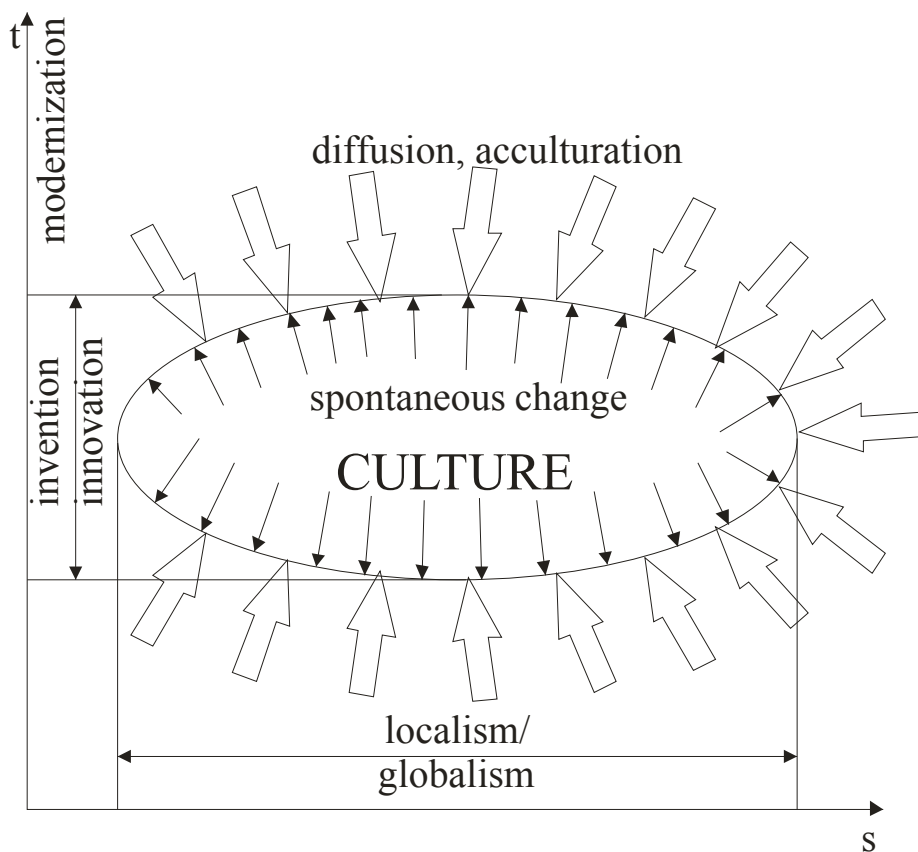 t
modernization
diffusion, acculturation
invention
innovation
spontaneous change
CULTURE
localism/
globalism
s